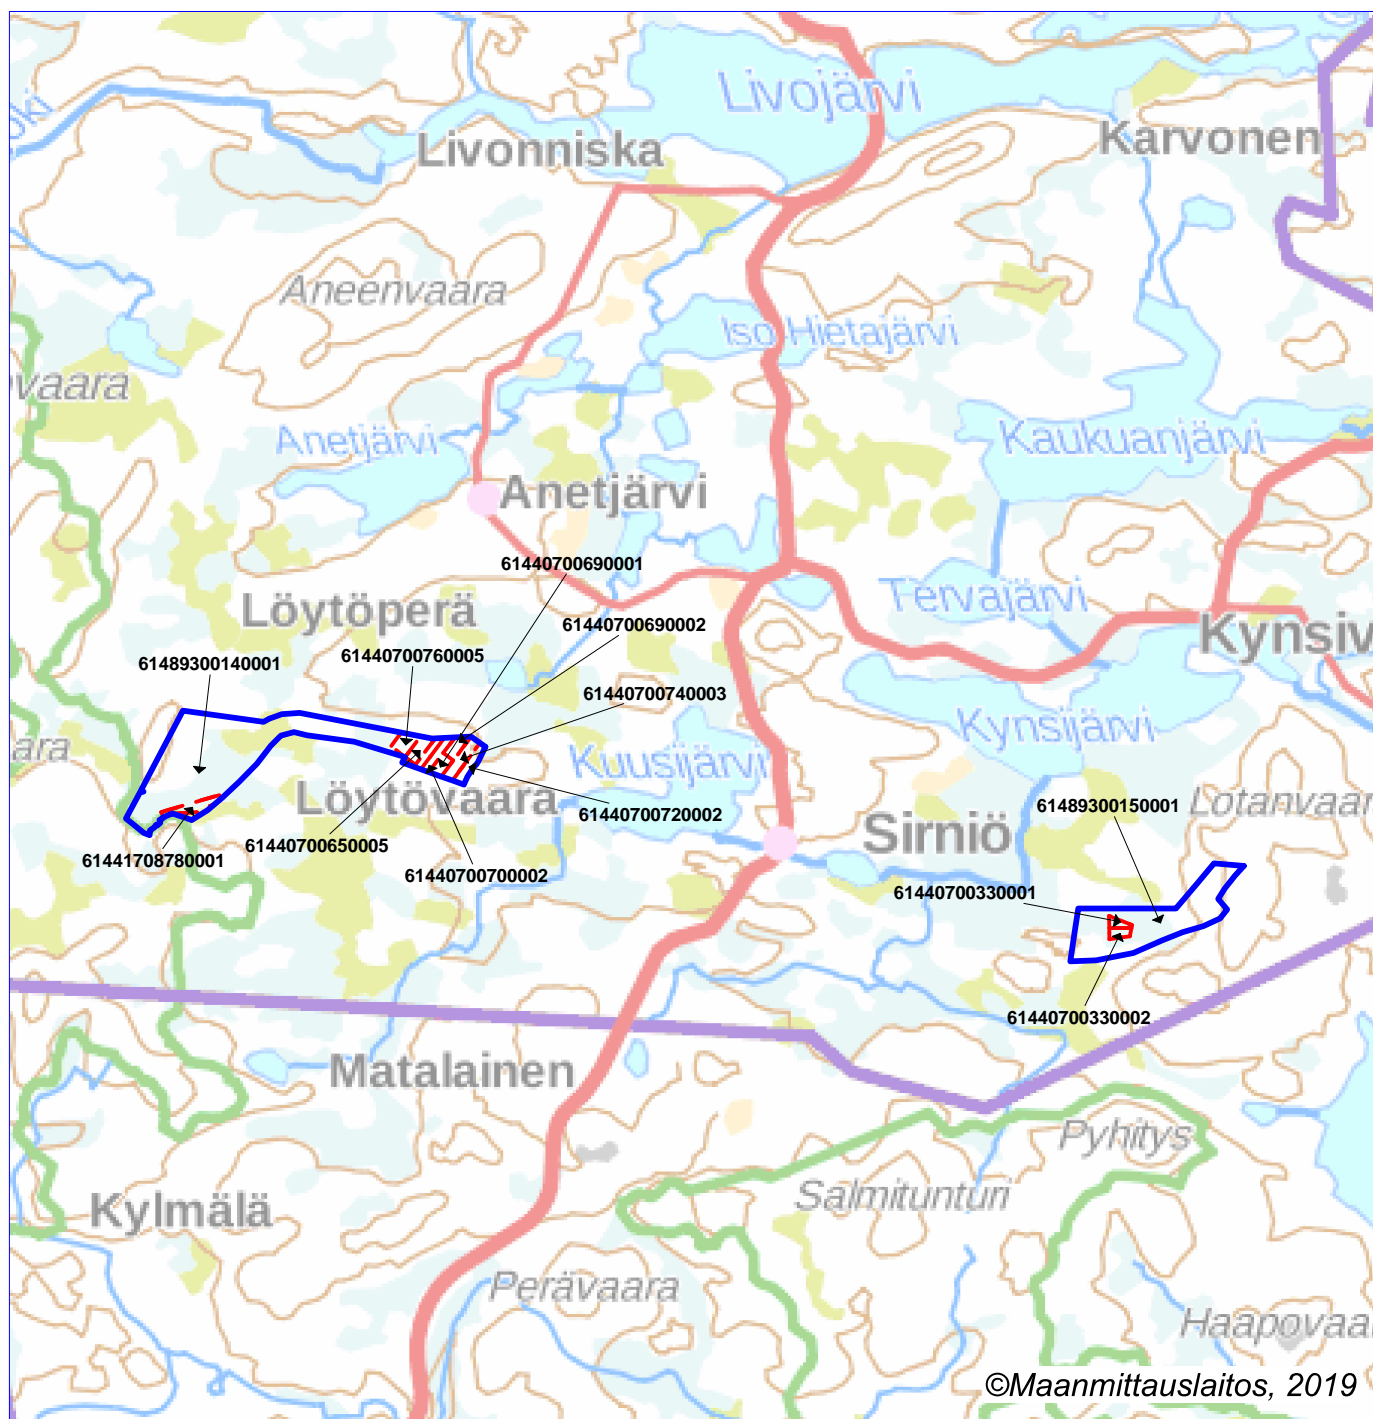 Livojärvi
oki
Karvonen
Livonniska
Aneenvaara
Iso Hietajärvi
vaara
Anetjärvi
Kaukuanjärvi
Anetjärvi
61440700690001
Tervajärvi
Löytöperä
61440700690002
Kynsiv
61440700760005
61489300140001
61440700740003
Kynsijärvi
ara
Kuusijärvi
Löytövaara
61489300150001
Lotanvaar
61440700720002
Sirniö
61440700650005
61441708780001
61440700700002
61440700330001
61440700330002
Matalainen
Pyhitys
Salmitunturi
Kylmälä
Perävaara
Haapovaa
©Maanmittauslaitos, 2019